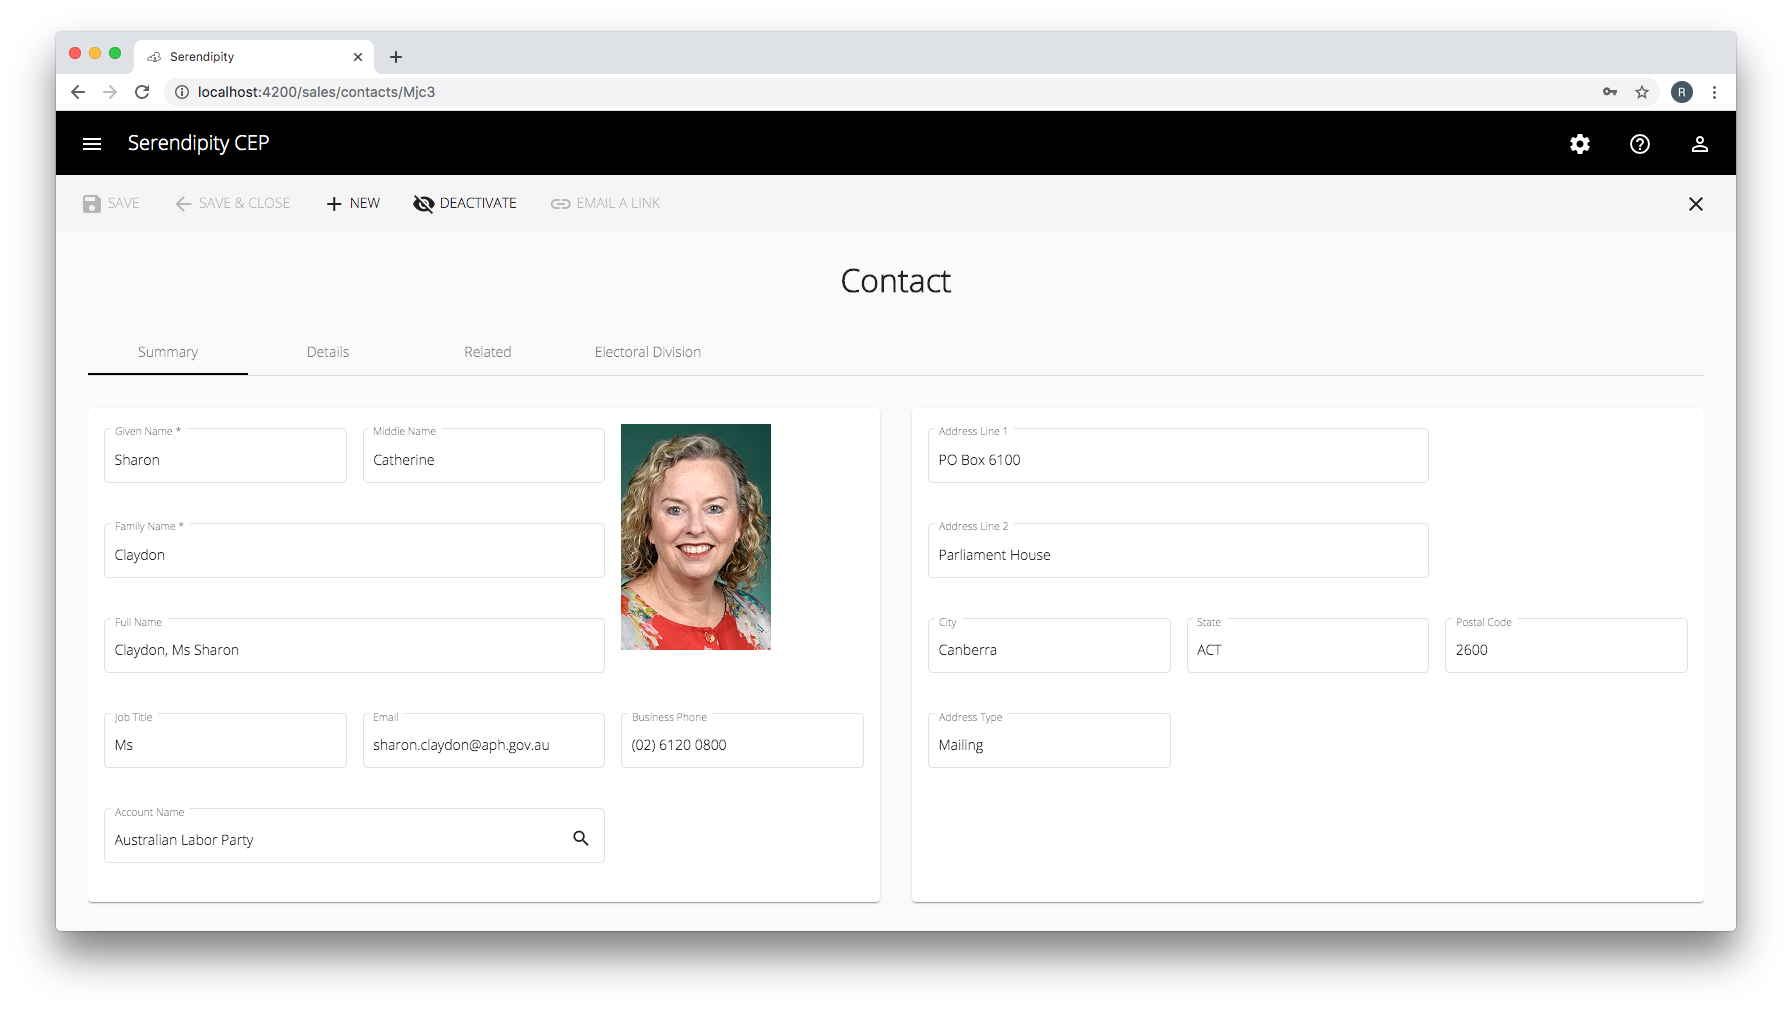 Serendipity
localhost:4200/sales/contacts/Mjc3
R
Serendipity CEP
SAVE
SAVE & CLOSE
NEW
DEACTIVATE
EMAIL A LINK
Contact
Summary
Details
Related
Electoral Division
Given Name *
Sharon
Middle Name
Catherine
Family Name *
Claydon
Full Name
Claydon, Ms Sharon
Job Title
Ms
Email
sharon.claydon@aph.gov.au
Business Phone
(02) 6120 0800
Account Name
Australian Labor Party
Address Line 1
PO Box 6100
Address Line 2
Parliament House
City
Canberra
State
ACT
Postal Code
2600
Address Type
Mailing